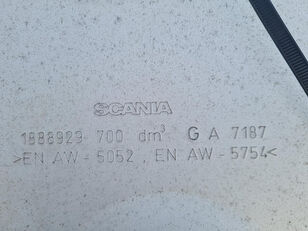 SCANIA
1888929 700 dm³ G A 7187
>EN AW-5052 , EN AW-5754<